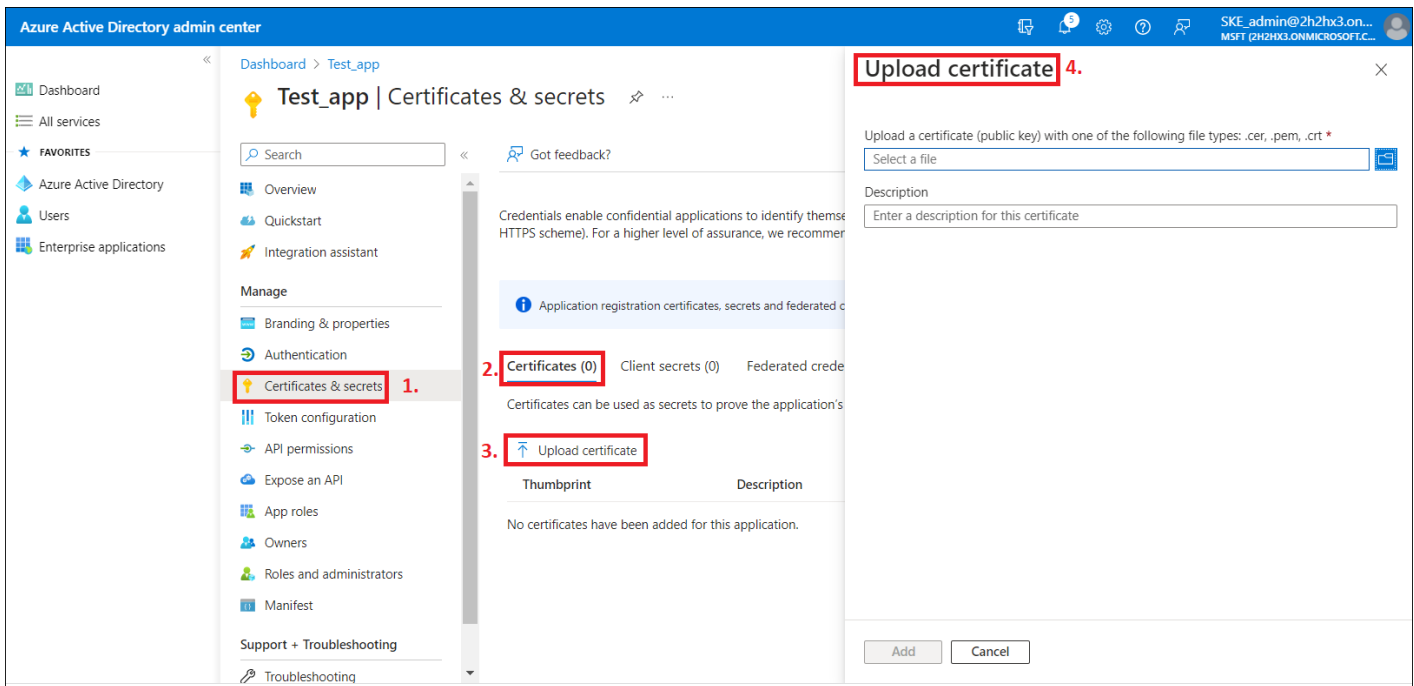 Azure Active Directory admin center
5
SKE_admin@2h2hx3.on...
MSFT (2H2HX3.ONMICROSOFT.C...
«
Dashboard
All services
FAVORITES
Azure Active Directory
Users
Enterprise applications
Dashboard > Test_app
Test_app | Certificates & secrets ...
Search
«
Overview
Quickstart
Integration assistant
Manage
Branding & properties
Authentication
Certificates & secrets 1.
Token configuration
API permissions
Expose an API
App roles
Owners
Roles and administrators
Manifest
Support + Troubleshooting
Troubleshooting
Got feedback?
Credentials enable confidential applications to identify themse
HTTPS scheme). For a higher level of assurance, we recommer
Application registration certificates, secrets and federated c
2. Certificates (0) Client secrets (0) Federated crede
Certificates can be used as secrets to prove the application's
3. Upload certificate
Thumbprint Description
No certificates have been added for this application.
Upload certificate 4.
Upload a certificate (public key) with one of the following file types: .cer, .pem, .crt *
Select a file
Description
Enter a description for this certificate
Add Cancel